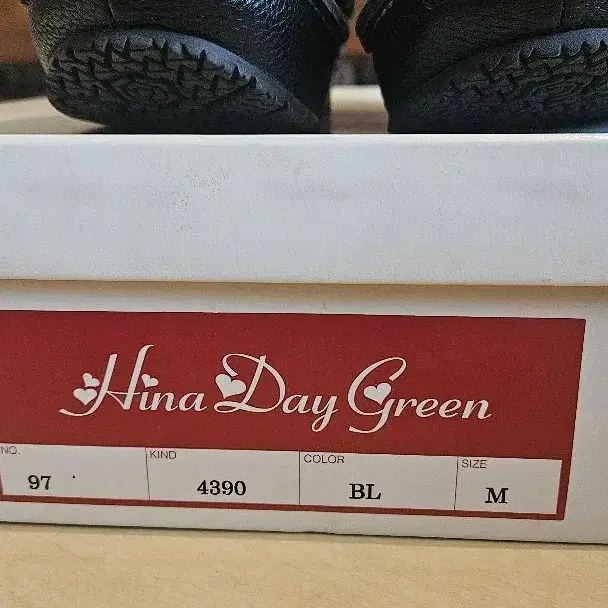 Hina Day Green
NO. KIND COLOR SIZE
97 4390 BL M